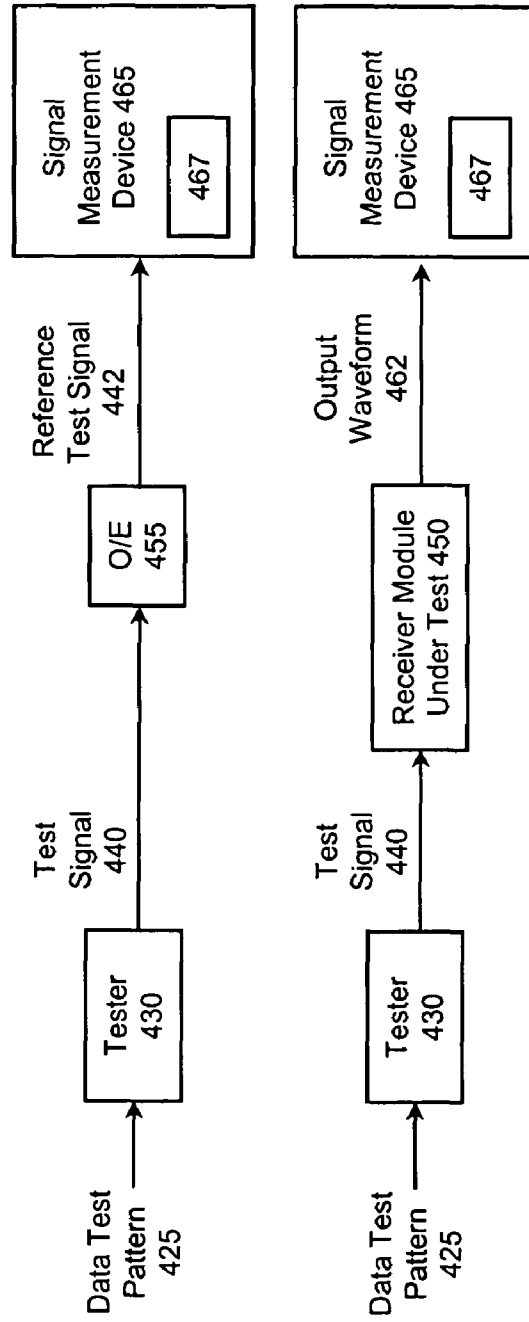 Data Test
Pattern
425
Tester
430
Test
Signal
440
O/E
455
Reference
Test Signal
442
Signal
Measurement
Device 465
467
Data Test
Pattern
425
Tester
430
Test
Signal
440
Receiver Module
Under Test 450
Output
Waveform
462
Signal
Measurement
Device 465
467